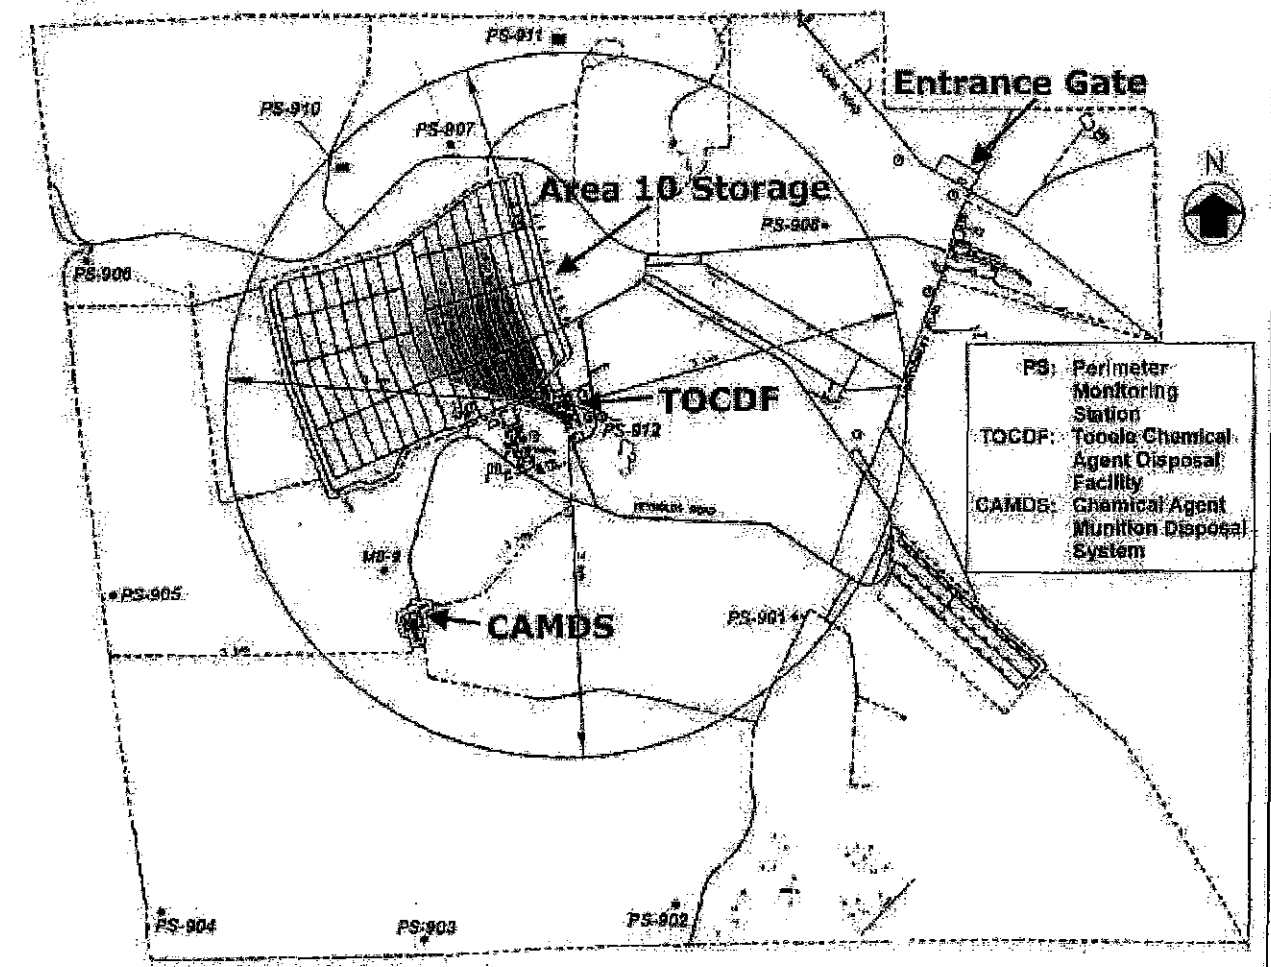 PS-911
Entrance Gate
PS-910
PS-907
N
Area 10 Storage
PS-908
PS-906
PS: Perimeter
Monitoring
Station
TOCDF: Tooele Chemical
Agent Disposal
Facility
CAMDS: Chemical Agent
Munition Disposal
System
TOCDF
PS-912
REYNOLDS ROAD
PS-905
CAMDS
PS-901
PS-904
PS-903
PS-902